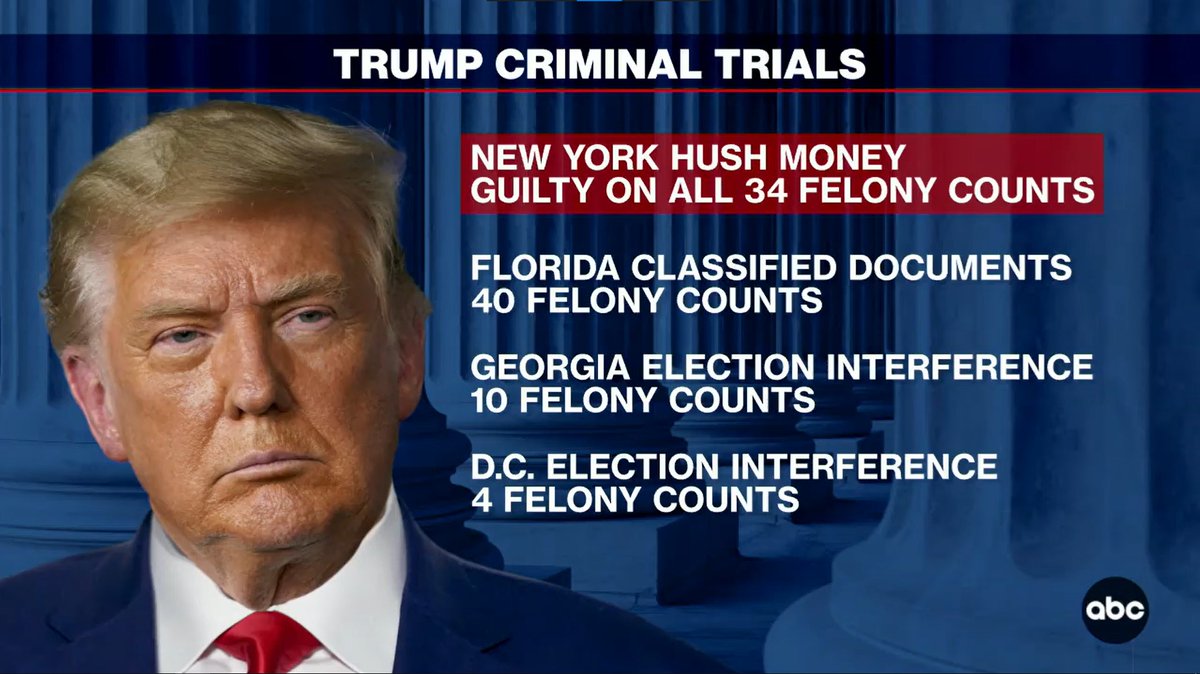 TRUMP CRIMINAL TRIALS
NEW YORK HUSH MONEY
GUILTY ON ALL 34 FELONY COUNTS
FLORIDA CLASSIFIED DOCUMENTS
40 FELONY COUNTS
GEORGIA ELECTION INTERFERENCE
10 FELONY COUNTS
D.C. ELECTION INTERFERENCE
4 FELONY COUNTS
abc